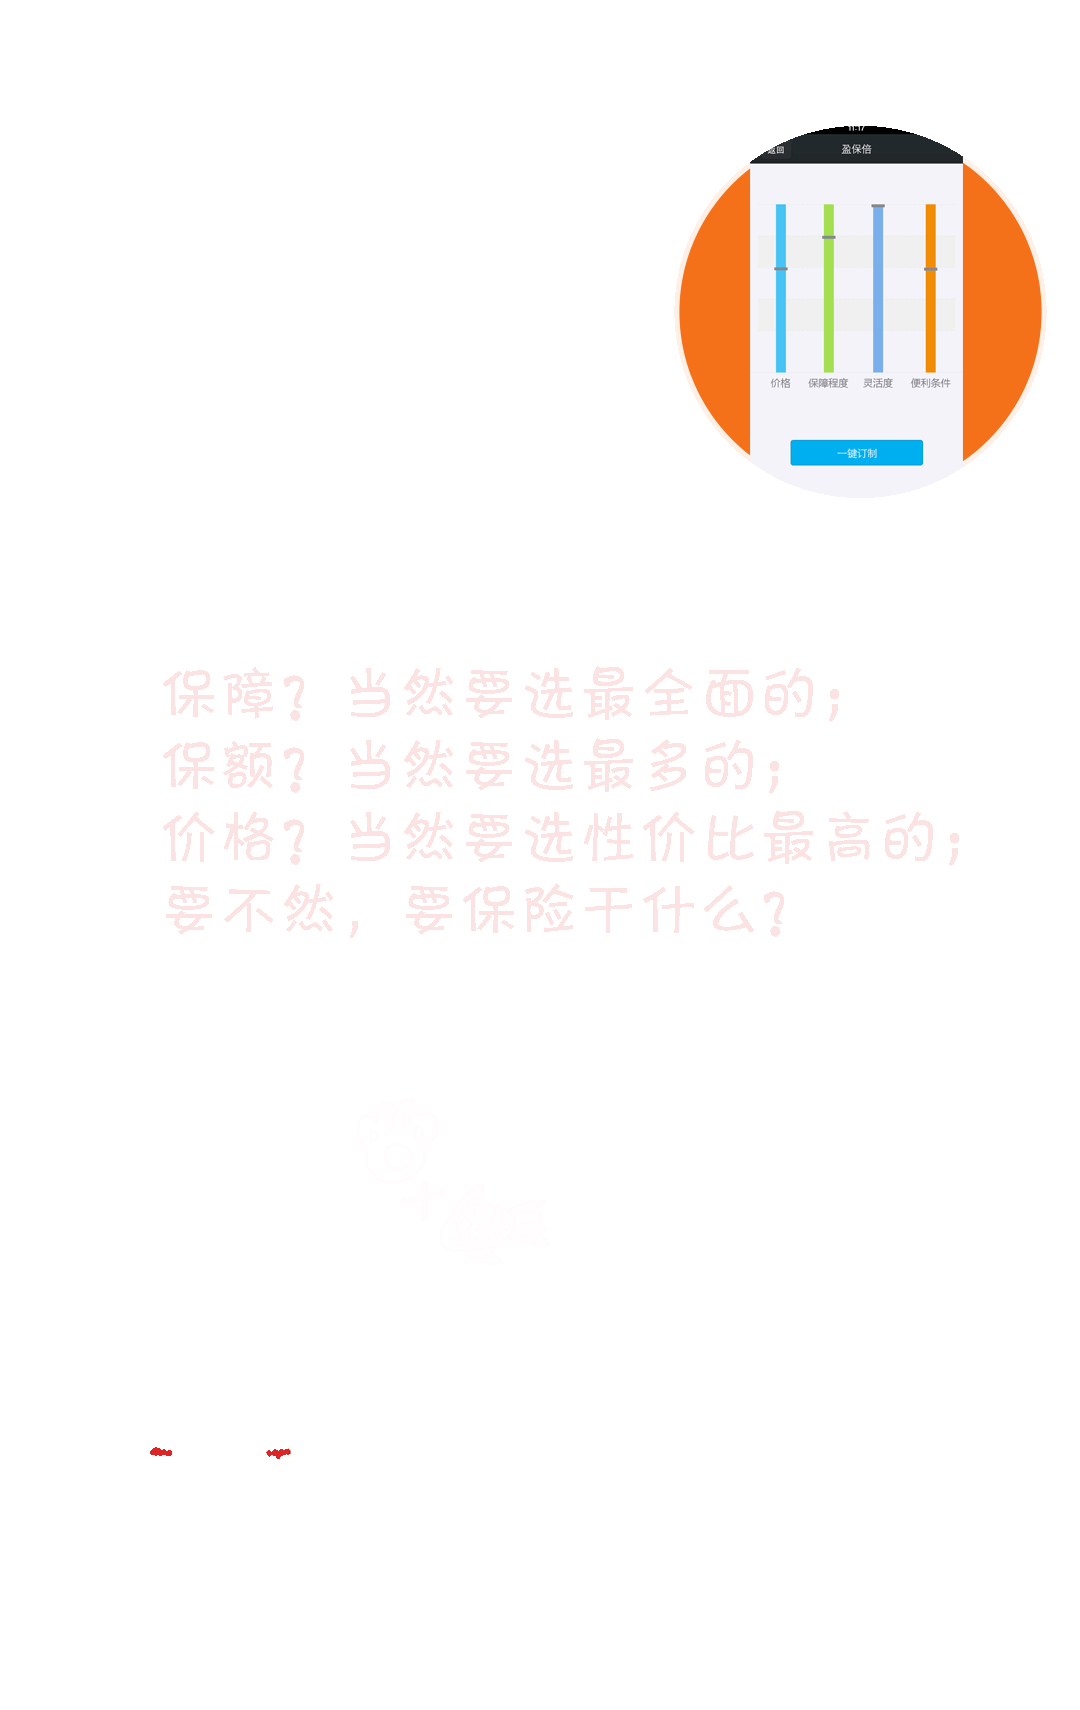 11:17
返回
盈保倍
价格 保障程度 灵活度 便利条件
一键订制
保障？当然要选最全面的；
保额？当然要选最多的；
价格？当然要选性价比最高的；
要不然，要保险干什么？